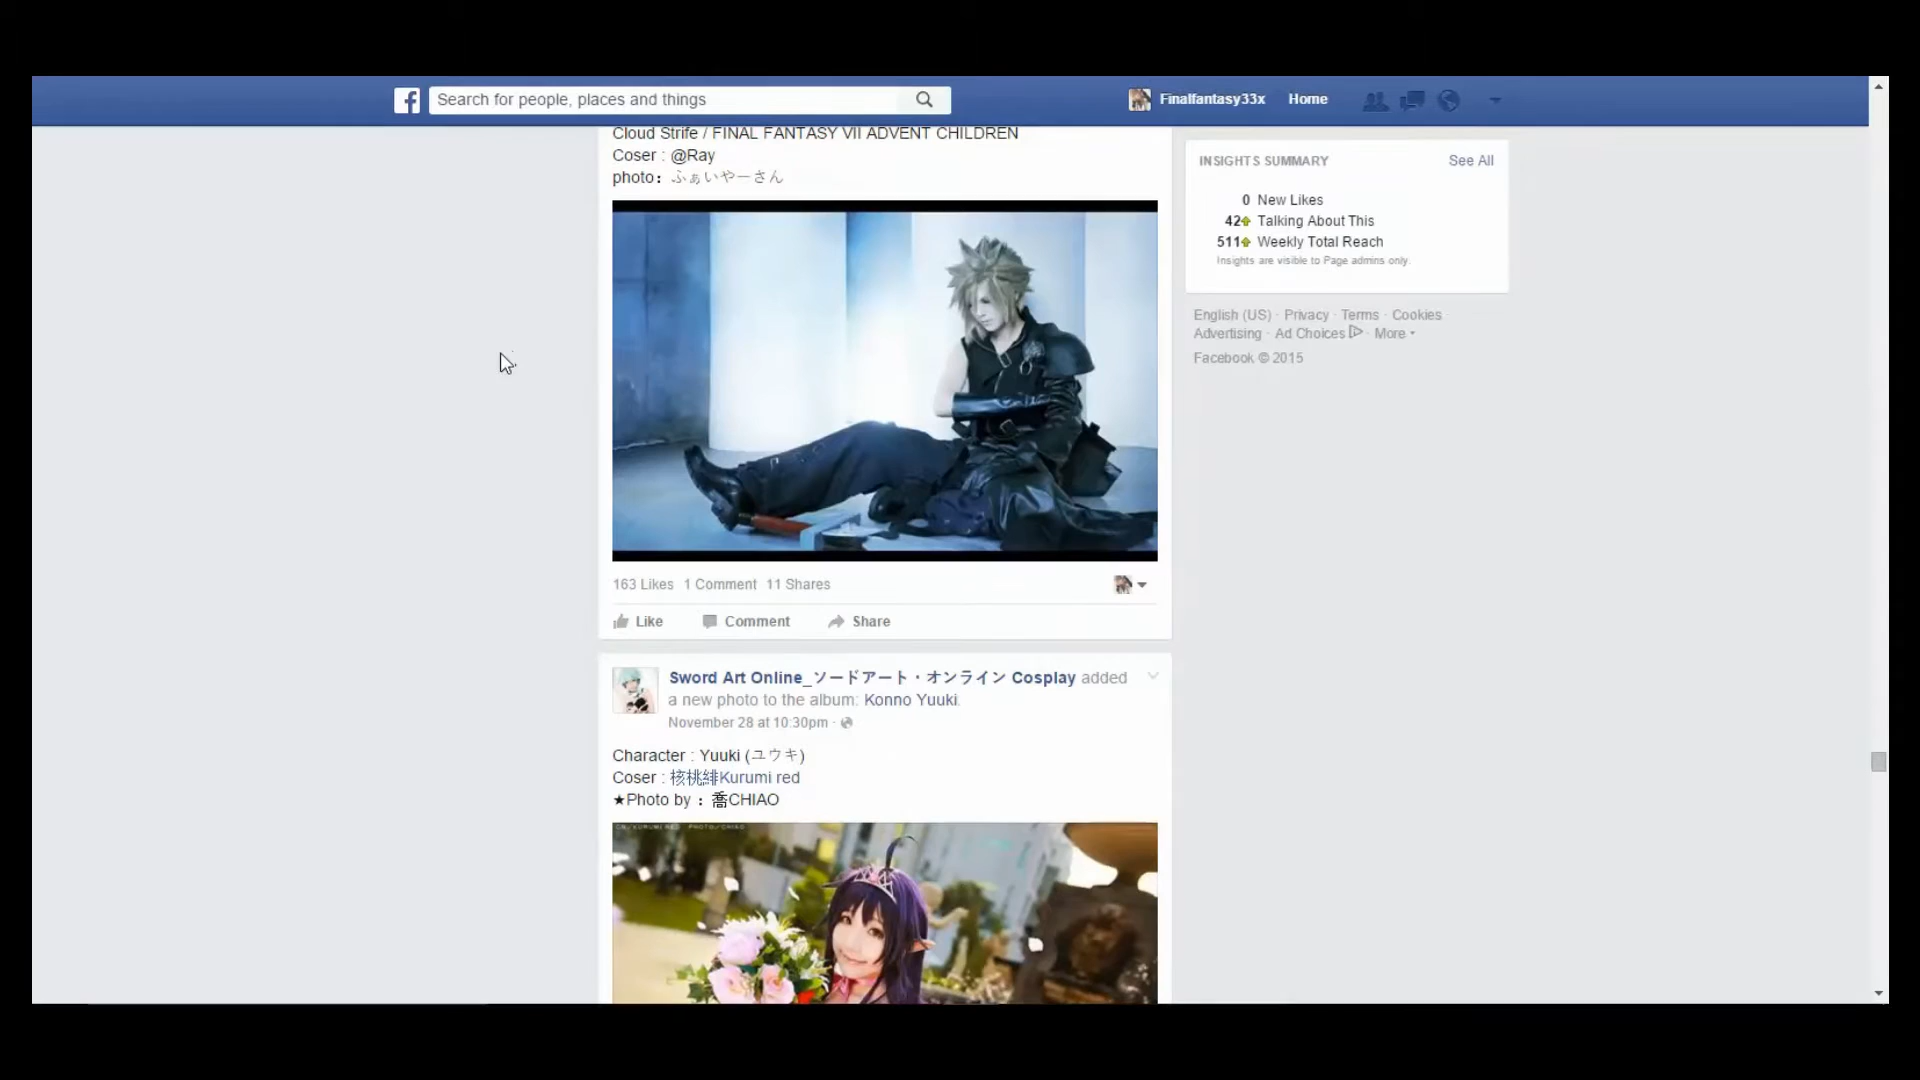 Search for people, places and things
Finalfantasy33x
Home
Cloud Strife / FINAL FANTASY VII ADVENT CHILDREN
Coser : @Ray
photo：ふぁいやーさん
163 Likes 1 Comment 11 Shares
Like Comment Share
Sword Art Online_ソードアート・オンライン Cosplay added
a new photo to the album: Konno Yuuki.
November 28 at 10:30pm ·
Character : Yuuki (ユウキ)
Coser : 核桃緋Kurumi red
★Photo by：喬CHIAO
CN/KURUMI RED PHOTO/CHIAO
INSIGHTS SUMMARY See All
0 New Likes
42 Talking About This
511 Weekly Total Reach
Insights are visible to Page admins only.
English (US) · Privacy · Terms · Cookies
Advertising · Ad Choices · More
Facebook © 2015